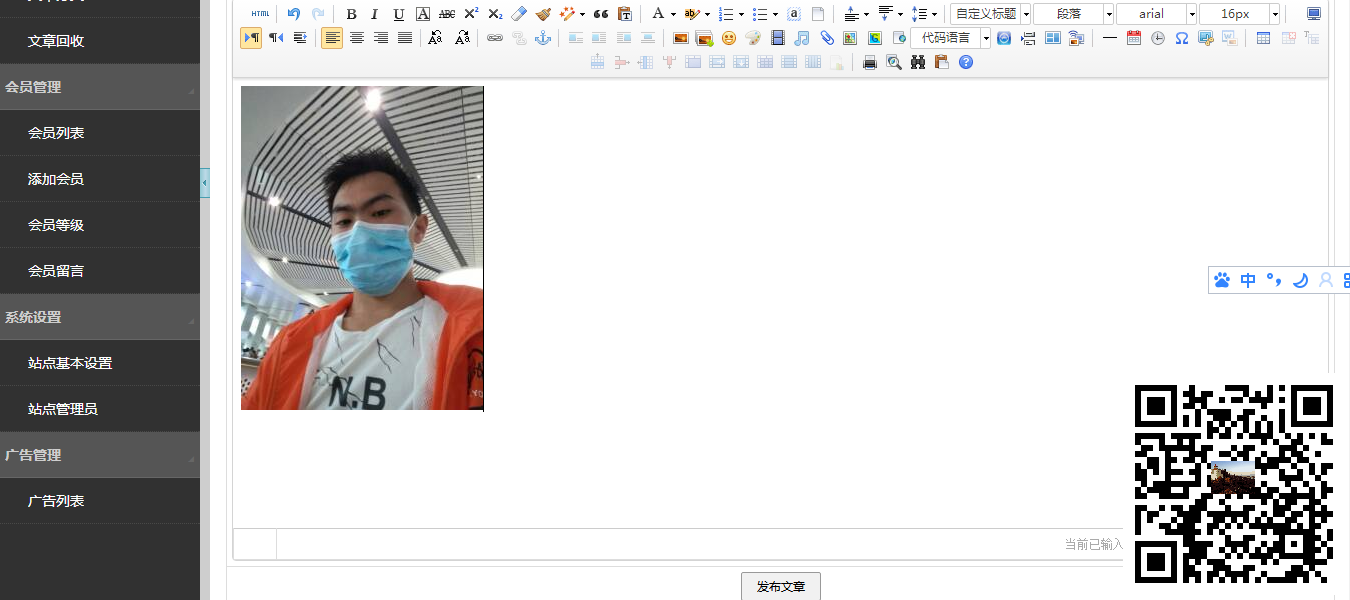 文章回收
会员管理
会员列表
添加会员
会员等级
会员留言
系统设置
站点基本设置
站点管理员
广告管理
广告列表
HTML B I U A ABC X² X₂ A ab a 自定义标题 段落 arial 16px
代码语言
N.B
中
当前已输入
发布文章